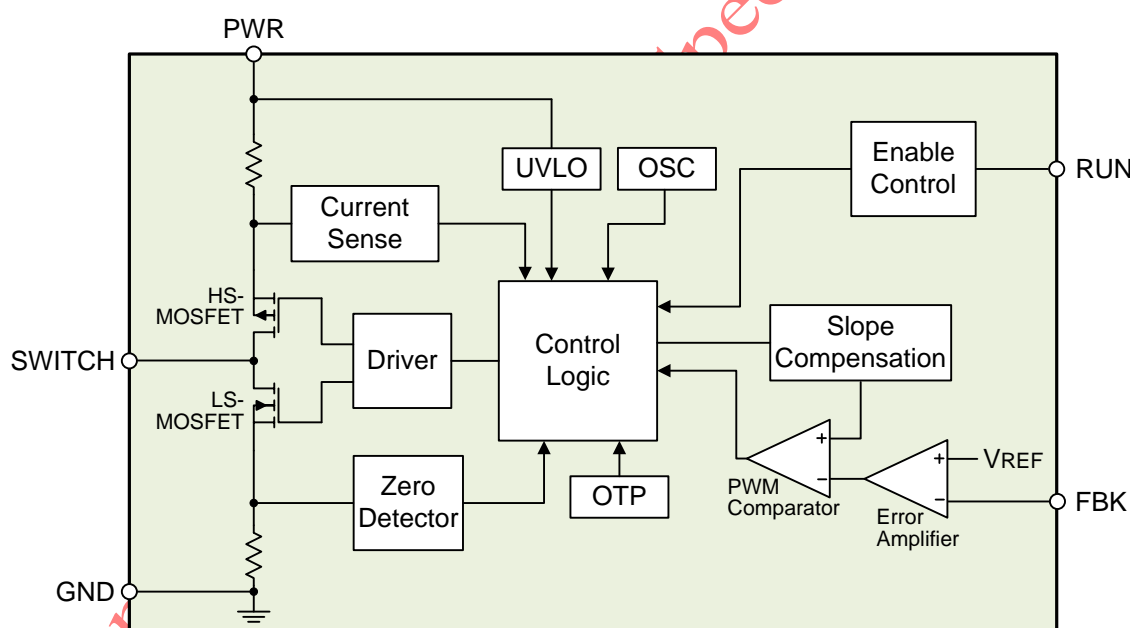 PWR
UVLO
OSC
Enable
Control
RUN
Current
Sense
HS-
MOSFET
SWITCH
Driver
Control
Logic
Slope
Compensation
LS-
MOSFET
+
−
PWM
Comparator
+
−
VREF
Error
Amplifier
FBK
Zero
Detector
OTP
GND